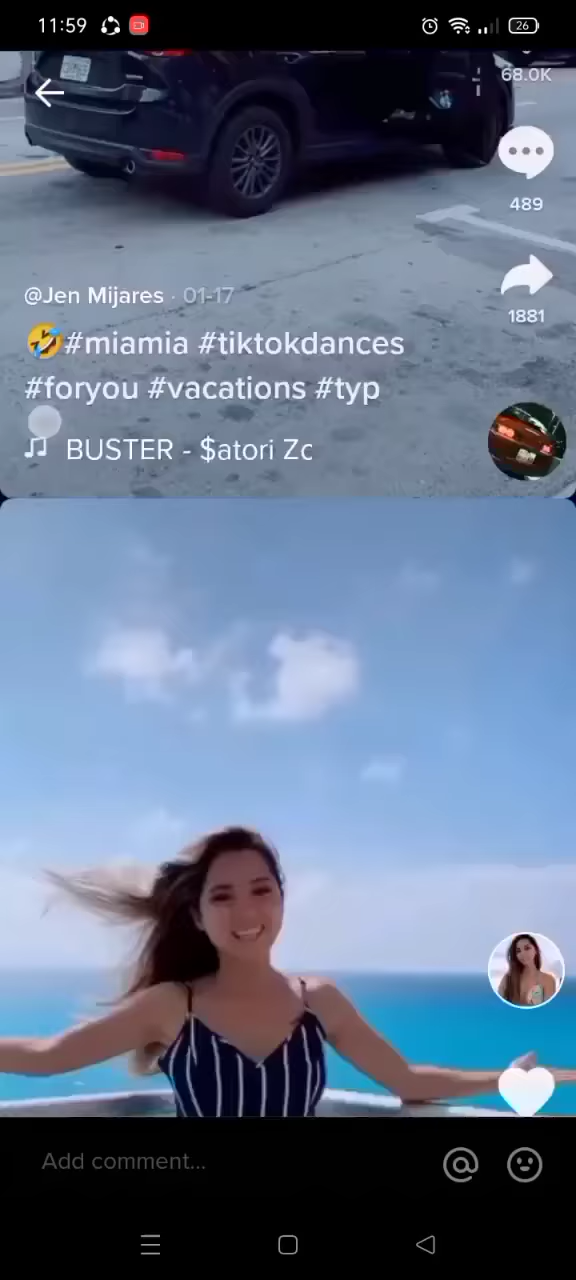 11:59
26
68.0K
489
@Jen Mijares · 01-17
1881
🤣#miamia #tiktokdances
#foryou #vacations #typ
BUSTER - $atori Zc
Add comment...